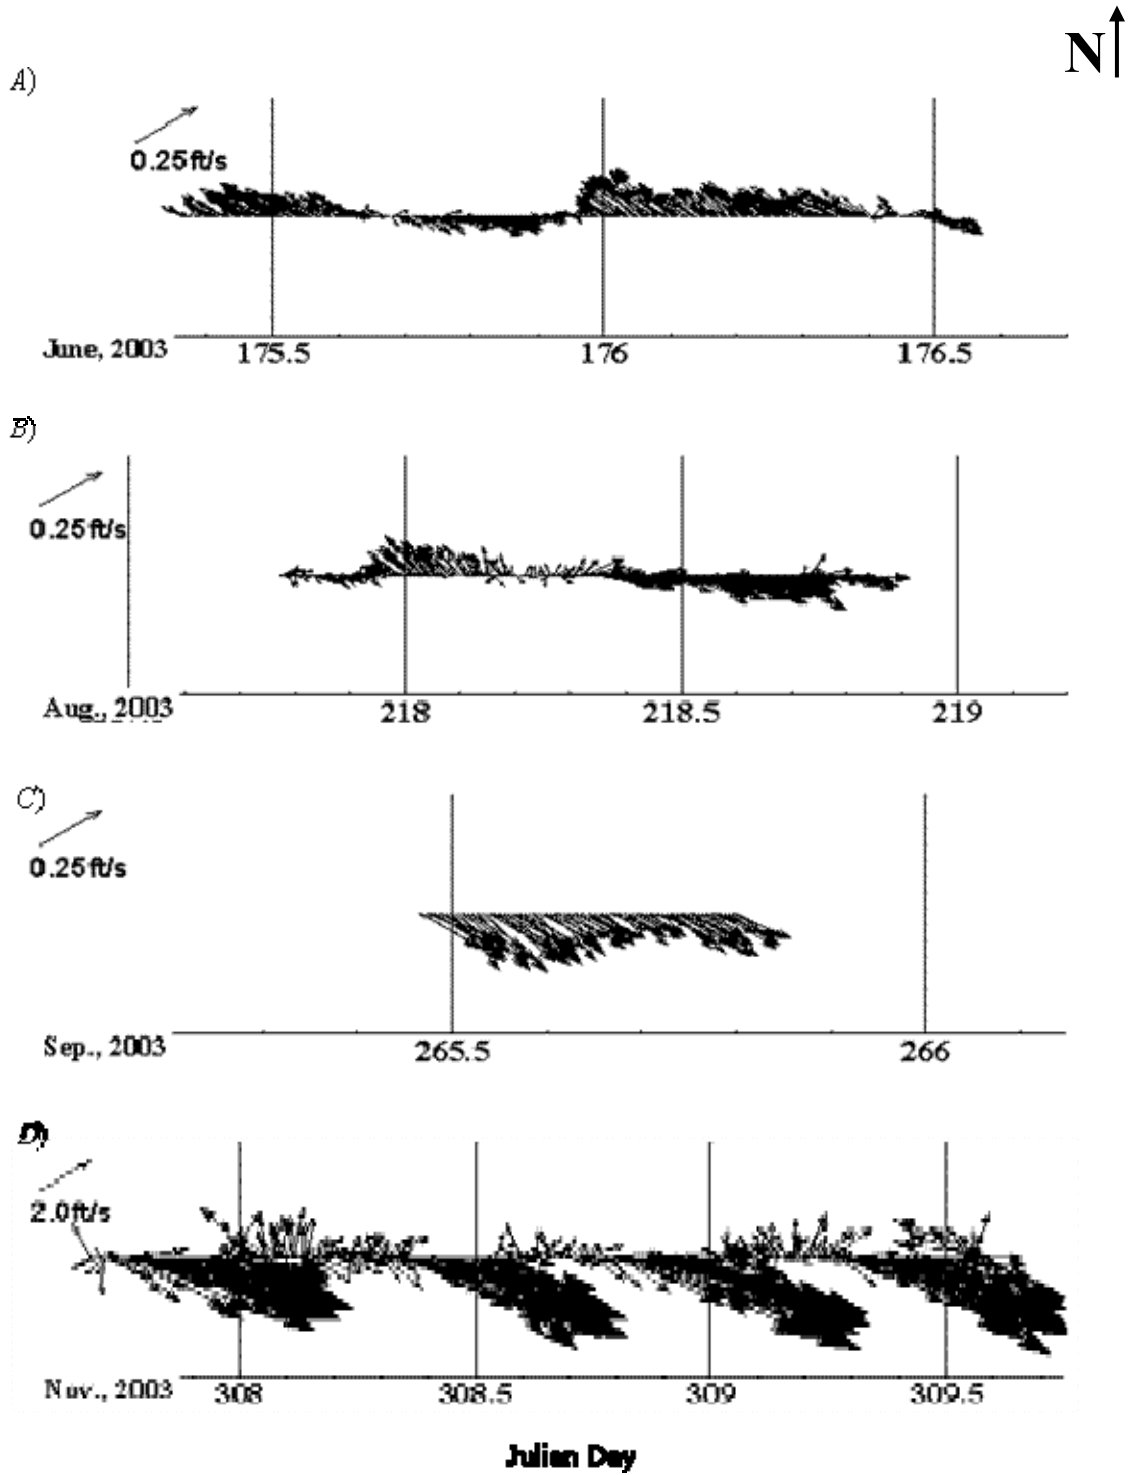 N
A)
0.25ft/s
June, 2003 175.5 176 176.5
B)
0.25ft/s
Aug., 2003 218 218.5 219
C)
0.25ft/s
Sep., 2003 265.5 266
D)
2.0ft/s
Nov., 2003 308 308.5 309 309.5
Julian Day